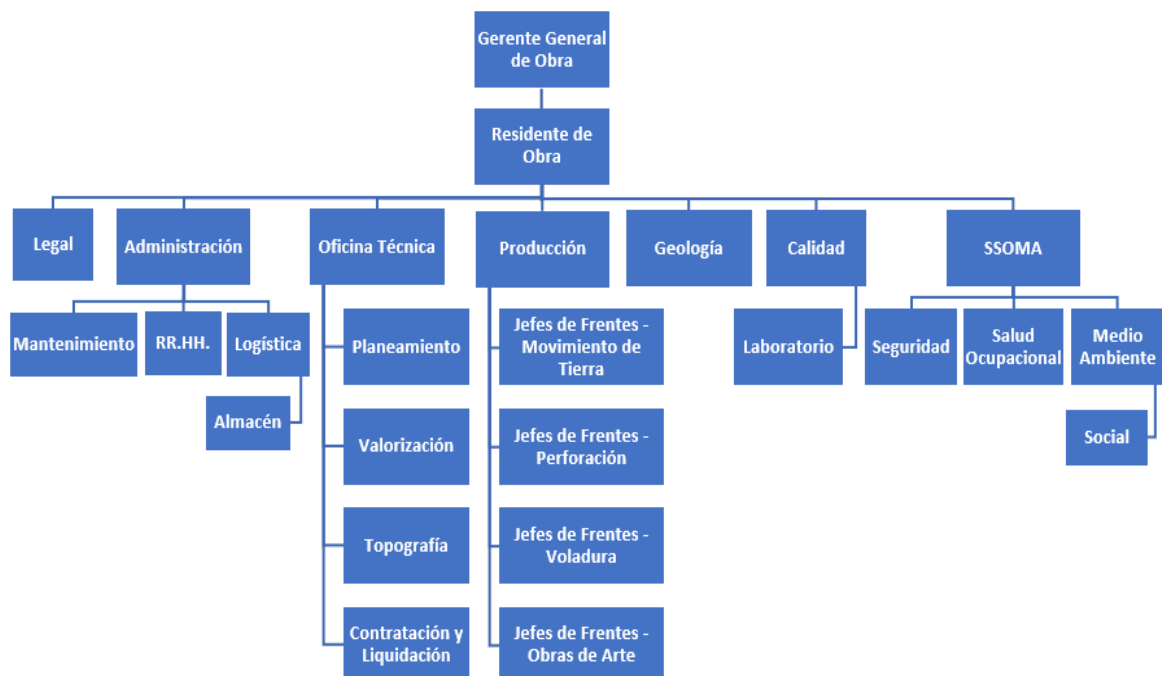 Gerente General
de Obra
Residente de
Obra
Legal
Administración
Oficina Técnica
Producción
Geología
Calidad
SSOMA
Mantenimiento
RR.HH.
Logística
Almacén
Planeamiento
Valorización
Topografía
Contratación y
Liquidación
Jefes de Frentes -
Movimiento de
Tierra
Jefes de Frentes -
Perforación
Jefes de Frentes -
Voladura
Jefes de Frentes -
Obras de Arte
Laboratorio
Seguridad
Salud
Ocupacional
Medio
Ambiente
Social